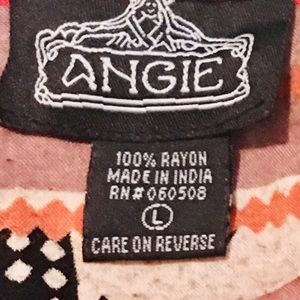 ANGIE
100% RAYON
MADE IN INDIA
RN# 060508
L
CARE ON REVERSE